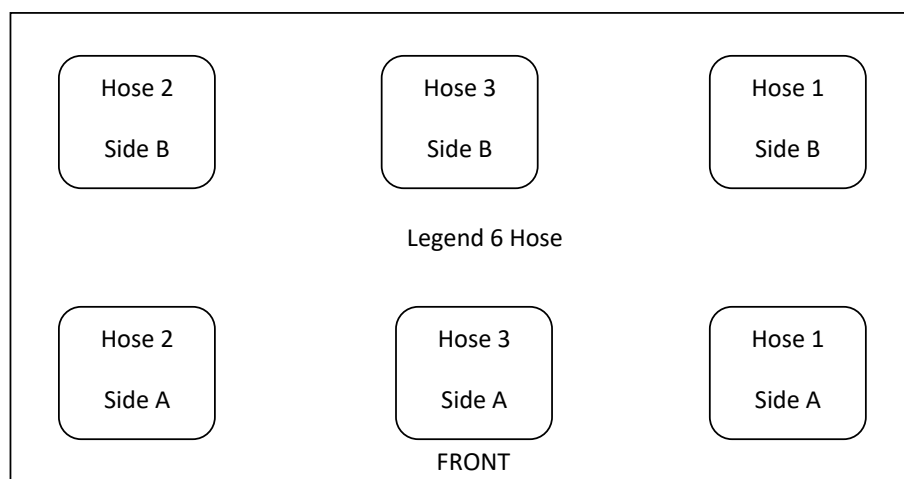 Hose 2
Side B
Hose 3
Side B
Hose 1
Side B
Legend 6 Hose
Hose 2
Side A
Hose 3
Side A
Hose 1
Side A
FRONT